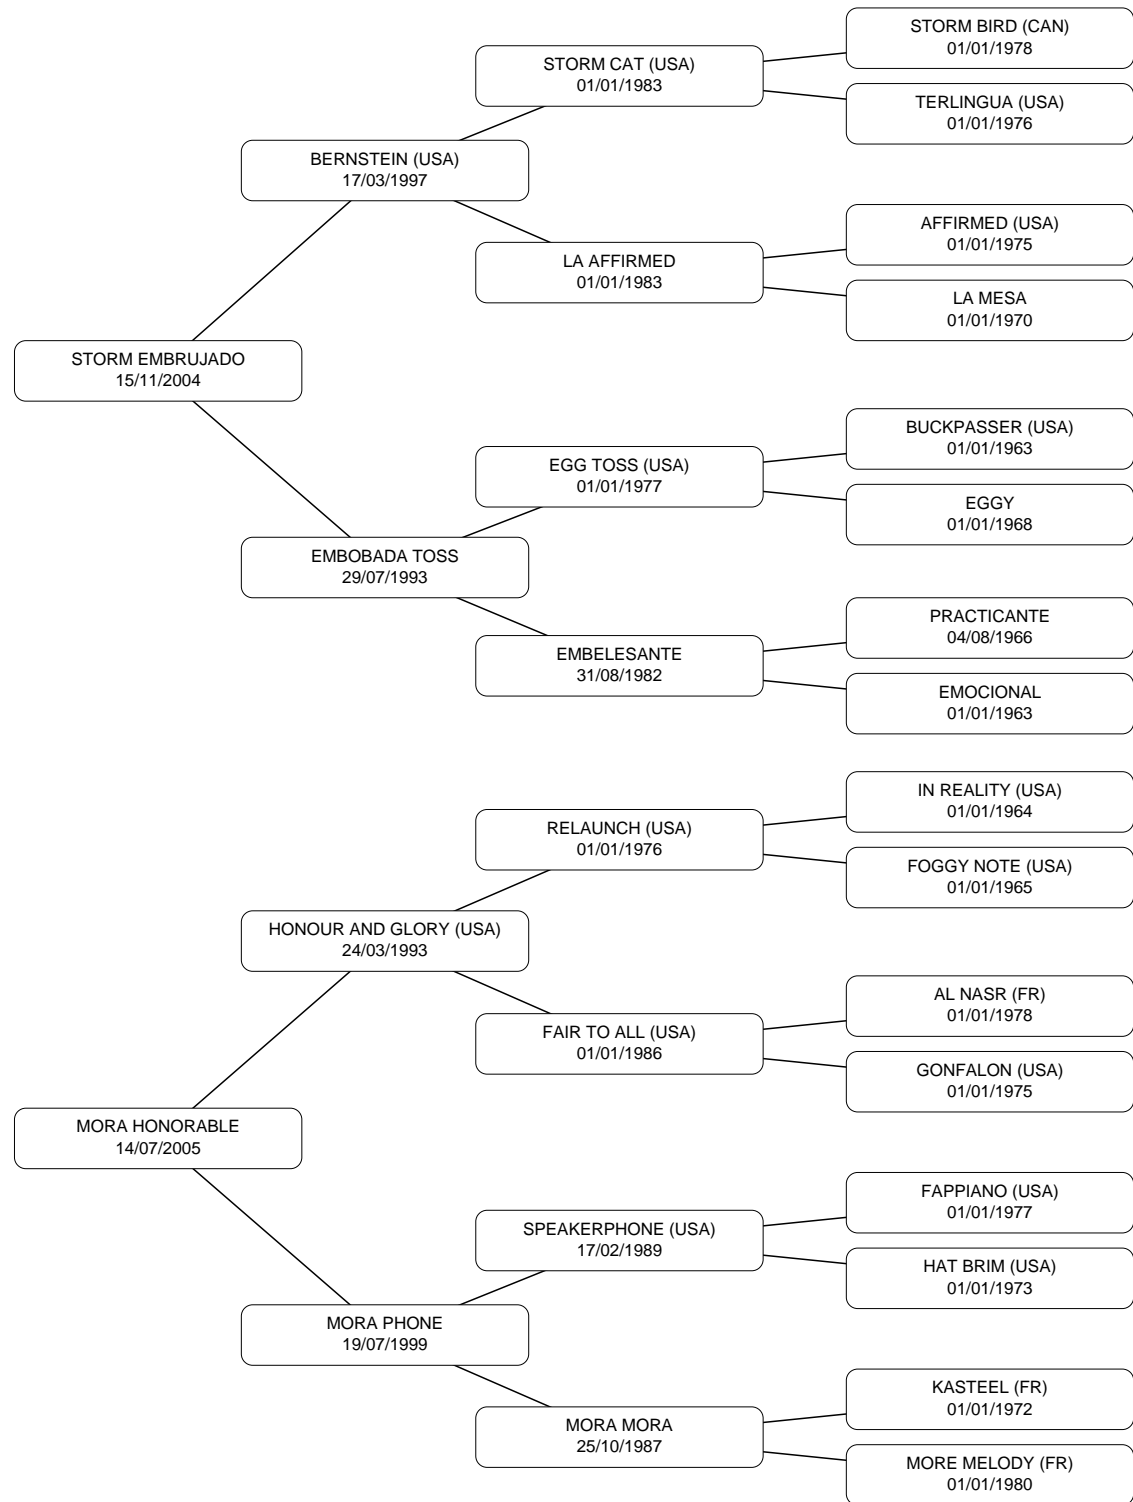 STORM BIRD (CAN)
01/01/1978
STORM CAT (USA)
01/01/1983
TERLINGUA (USA)
01/01/1976
BERNSTEIN (USA)
17/03/1997
AFFIRMED (USA)
01/01/1975
LA AFFIRMED
01/01/1983
LA MESA
01/01/1970
STORM EMBRUJADO
15/11/2004
BUCKPASSER (USA)
01/01/1963
EGG TOSS (USA)
01/01/1977
EGGY
01/01/1968
EMBOBADA TOSS
29/07/1993
PRACTICANTE
04/08/1966
EMBELESANTE
31/08/1982
EMOCIONAL
01/01/1963
IN REALITY (USA)
01/01/1964
RELAUNCH (USA)
01/01/1976
FOGGY NOTE (USA)
01/01/1965
HONOUR AND GLORY (USA)
24/03/1993
AL NASR (FR)
01/01/1978
FAIR TO ALL (USA)
01/01/1986
GONFALON (USA)
01/01/1975
MORA HONORABLE
14/07/2005
FAPPIANO (USA)
01/01/1977
SPEAKERPHONE (USA)
17/02/1989
HAT BRIM (USA)
01/01/1973
MORA PHONE
19/07/1999
KASTEEL (FR)
01/01/1972
MORA MORA
25/10/1987
MORE MELODY (FR)
01/01/1980